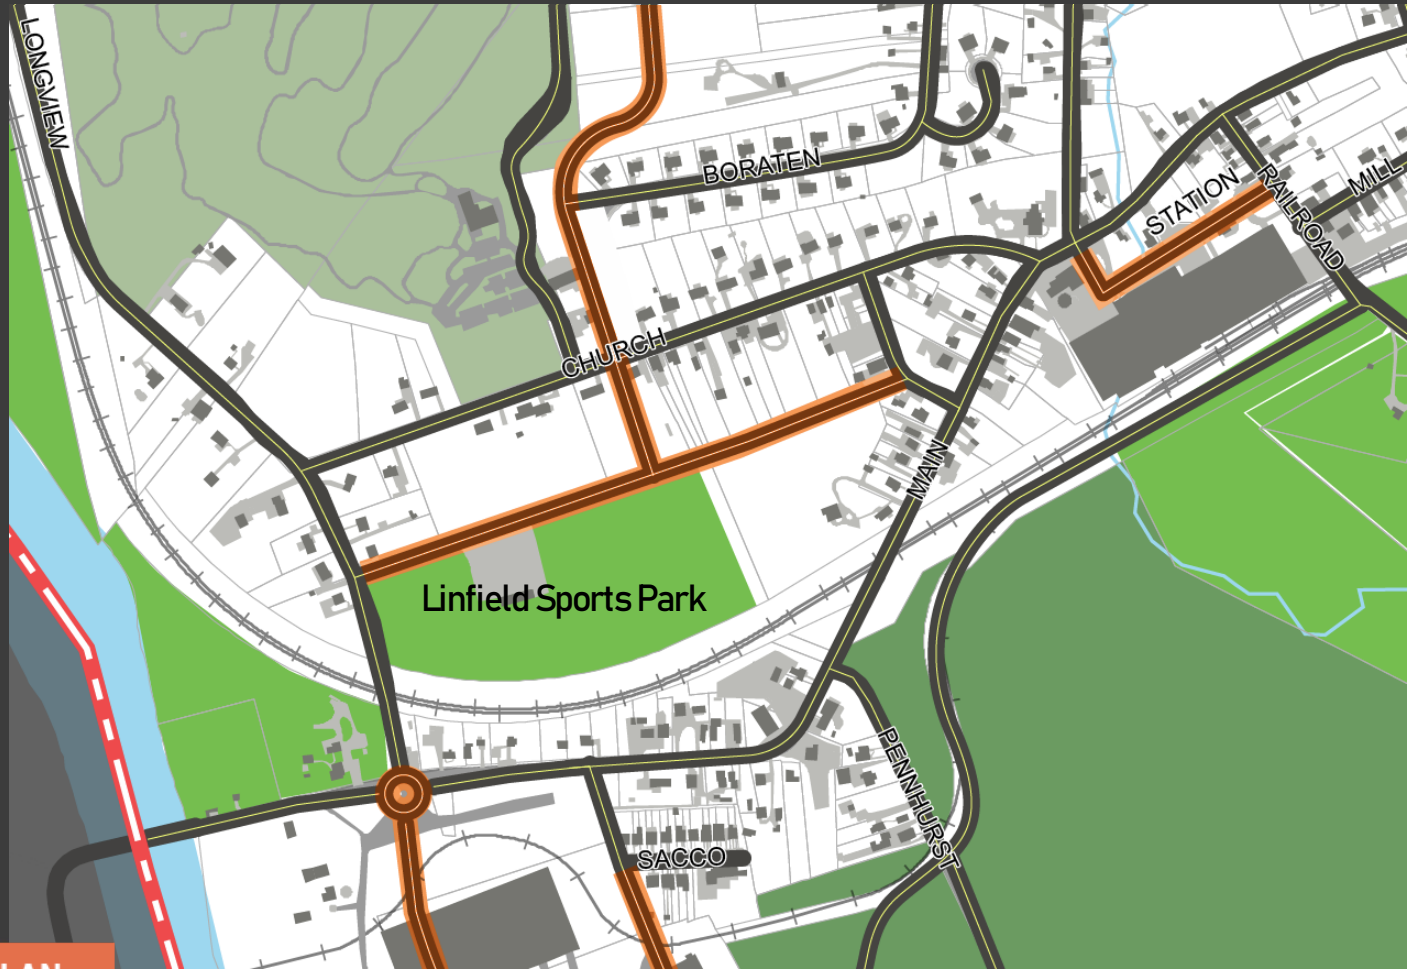 LONGVIEW
BORATEN
STATION
RAILROAD
MILL
CHURCH
MAIN
Linfield Sports Park
PENNHURST
SACCO